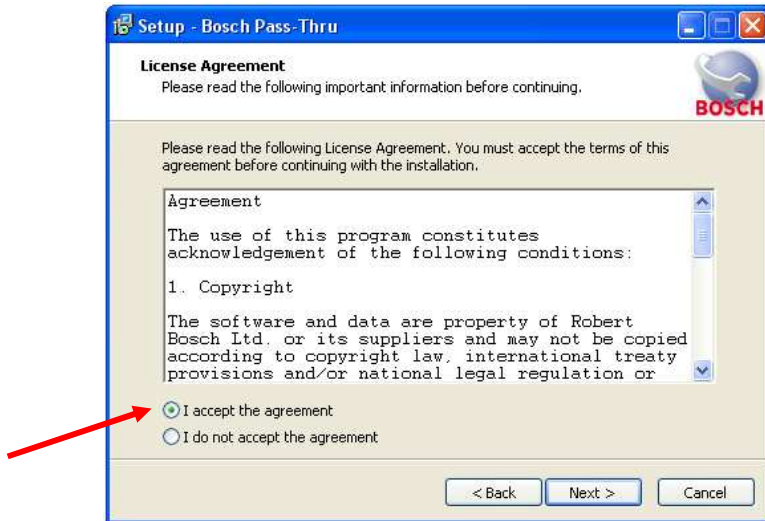 Setup - Bosch Pass-Thru
License Agreement
Please read the following important information before continuing.
BOSCH
Please read the following License Agreement. You must accept the terms of this
agreement before continuing with the installation.
Agreement
The use of this program constitutes
acknowledgement of the following conditions:
1. Copyright
The software and data are property of Robert
Bosch Ltd. or its suppliers and may not be copied
according to copyright law, international treaty
provisions and/or national legal regulation or
I accept the agreement
I do not accept the agreement
< Back Next > Cancel